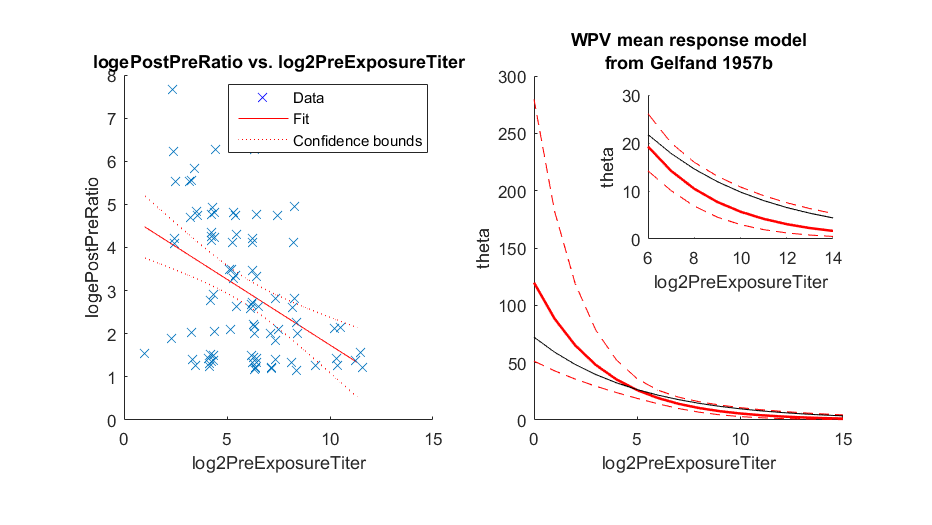 logePostPreRatio vs. log2PreExposureTiter
8
7
6
5
4
3
2
1
0
logePostPreRatio
Data
Fit
Confidence bounds
0
5
10
15
log2PreExposureTiter
WPV mean response model
from Gelfand 1957b
300
250
200
150
100
50
0
theta
0
5
10
15
log2PreExposureTiter
30
20
10
0
theta
6
8
10
12
14
log2PreExposureTiter